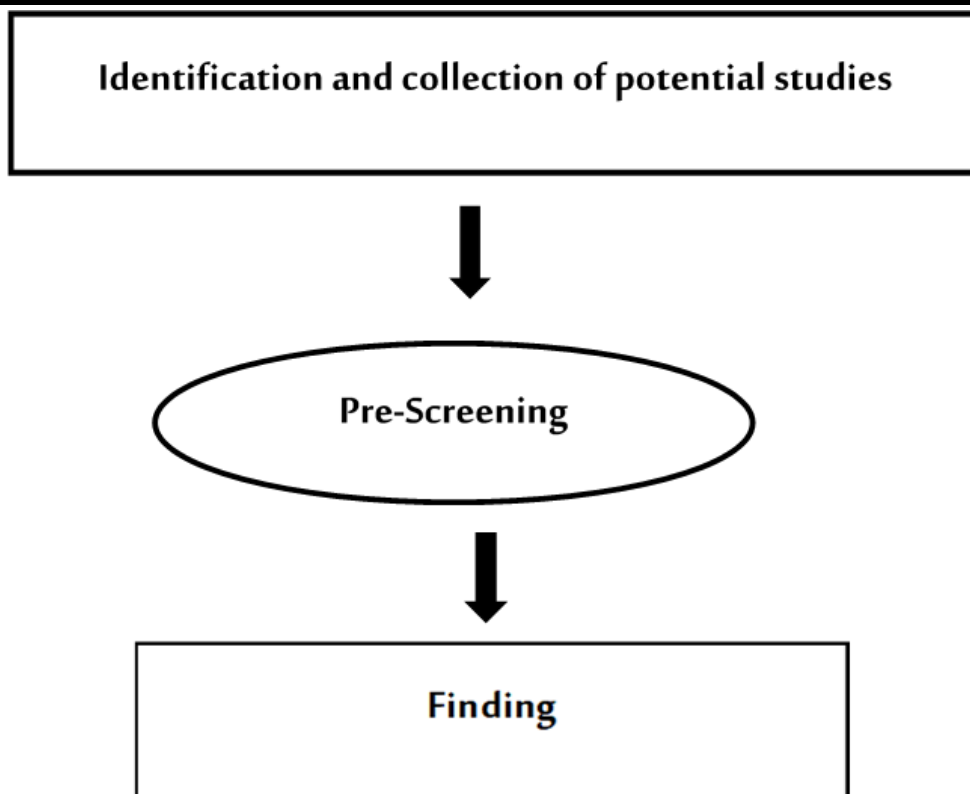 Identification and collection of potential studies
Pre-Screening
Finding